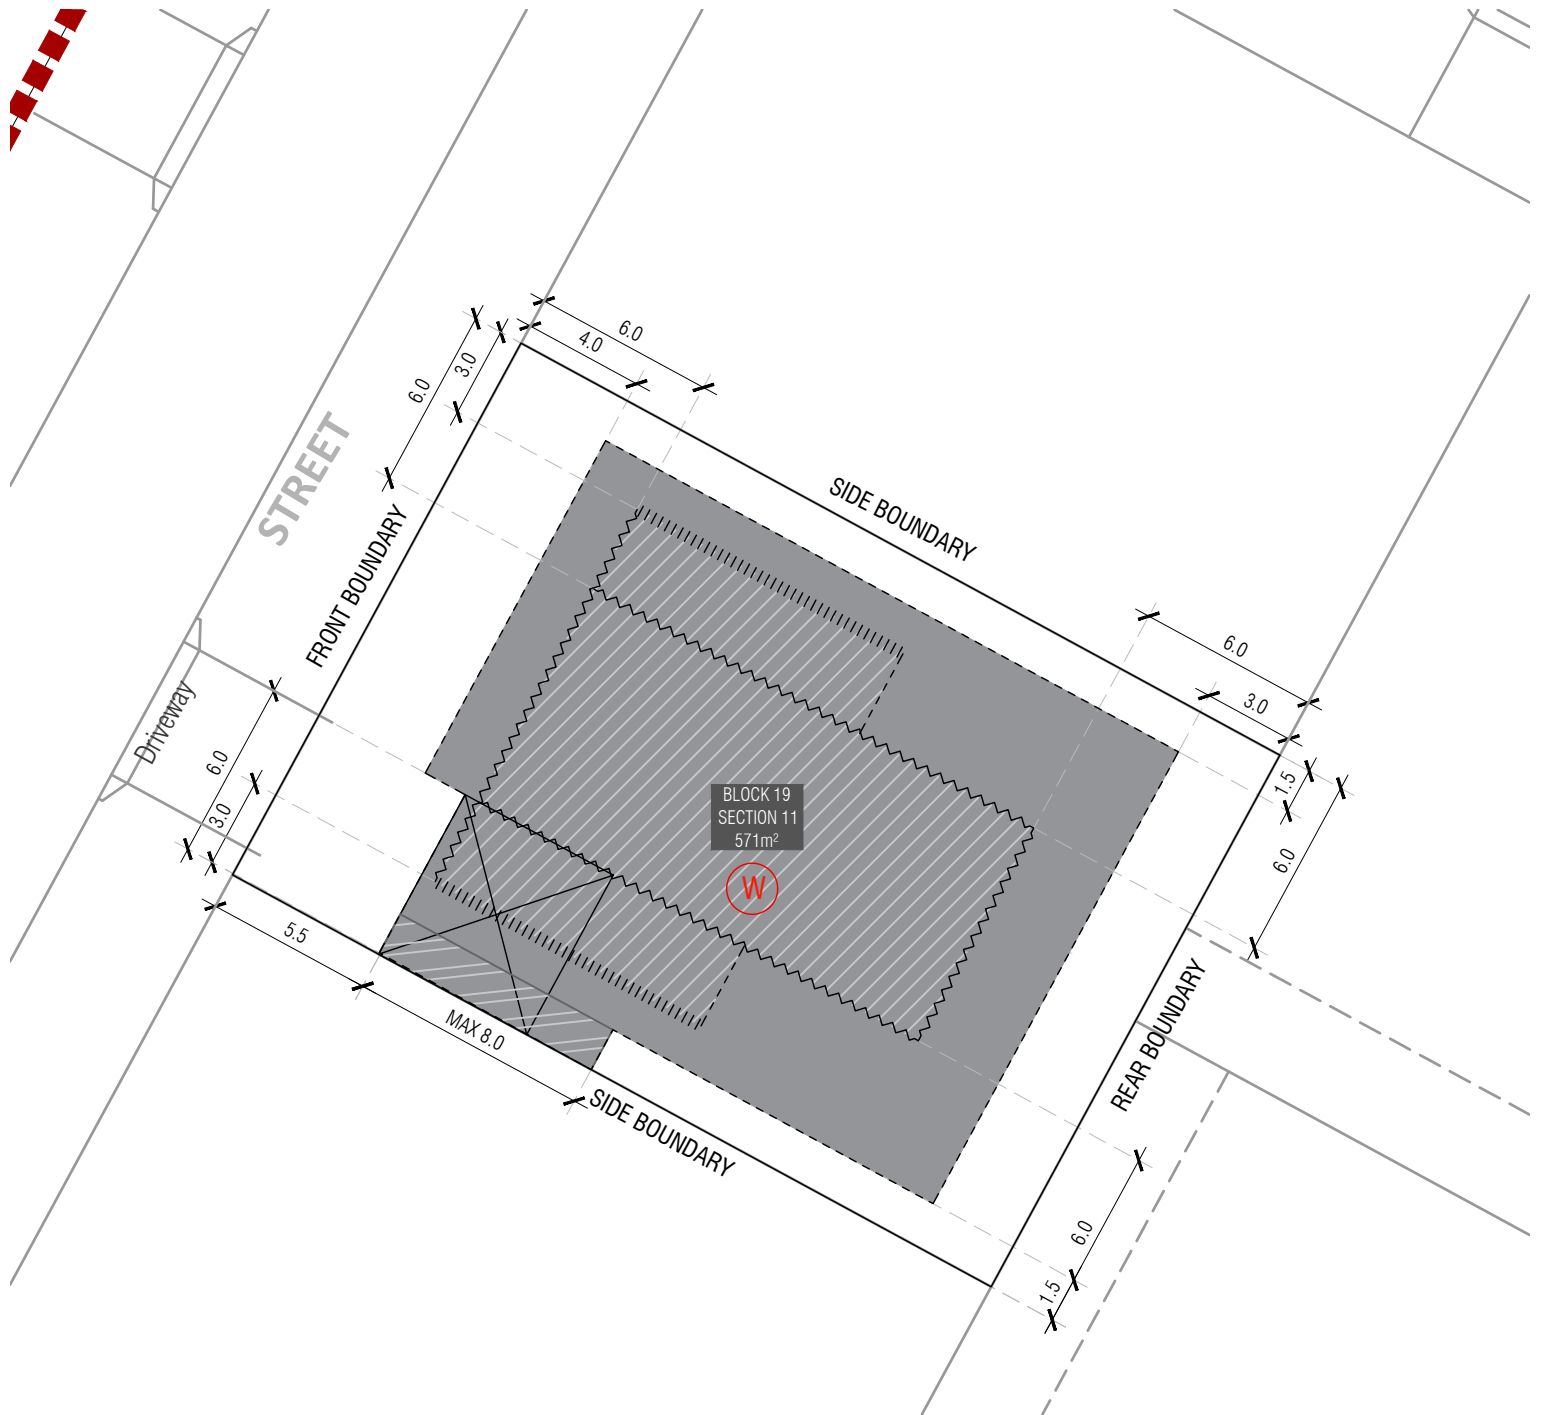 6.0
4.0
3.0
6.0
STREET
SIDE BOUNDARY
FRONT BOUNDARY
6.0
3.0
Driveway
6.0
3.0
1.5
6.0
BLOCK 19
SECTION 11
571m²
W
5.5
MAX 8.0
SIDE BOUNDARY
REAR BOUNDARY
6.0
1.5